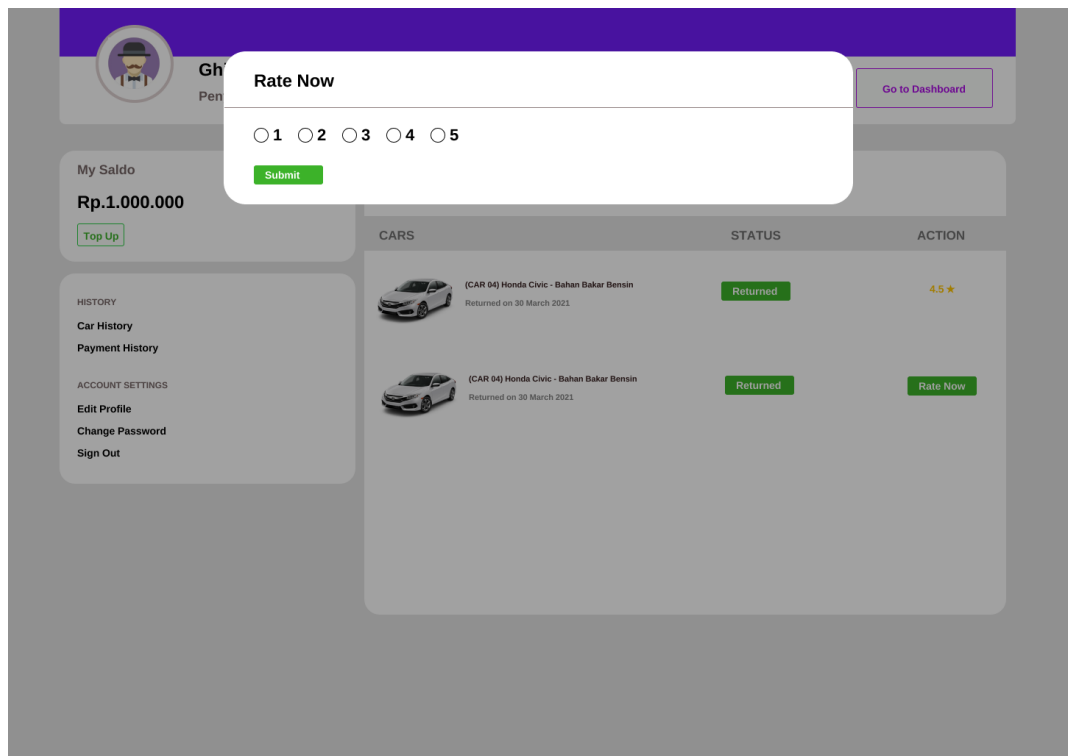 Gh
Pen
Go to Dashboard
Rate Now
1 2 3 4 5
Submit
My Saldo
Rp.1.000.000
Top Up
HISTORY
Car History
Payment History
ACCOUNT SETTINGS
Edit Profile
Change Password
Sign Out
CARS STATUS ACTION
(CAR 04) Honda Civic - Bahan Bakar Bensin
Returned on 30 March 2021
Returned
4.5 ★
(CAR 04) Honda Civic - Bahan Bakar Bensin
Returned on 30 March 2021
Returned
Rate Now